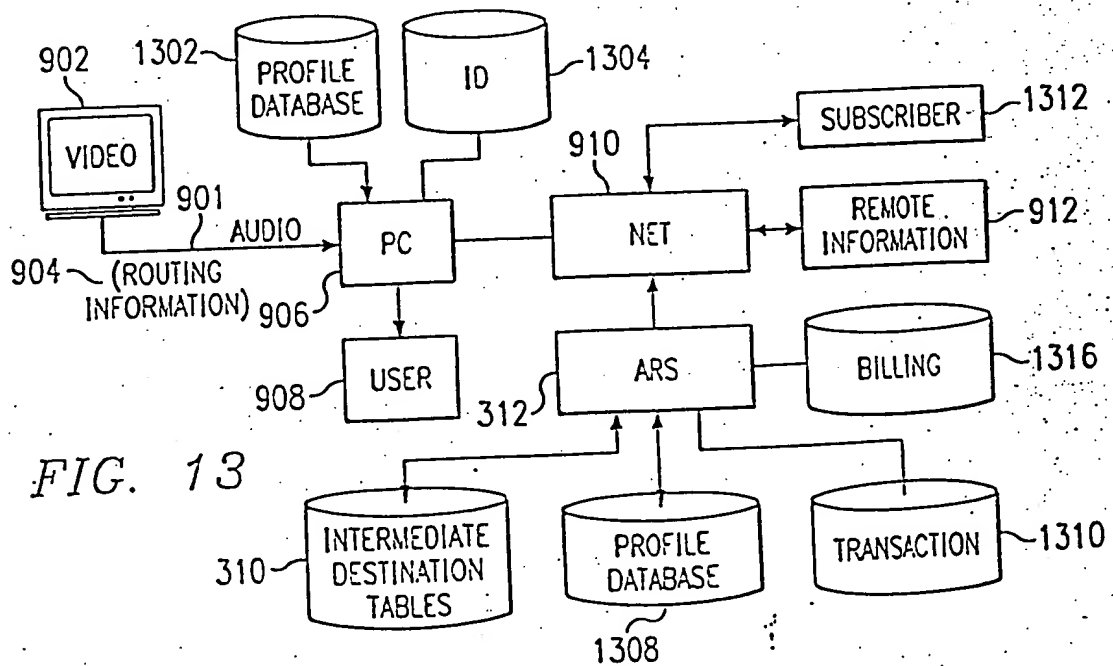 1302
902
PROFILE
DATABASE
ID
1304
VIDEO
901
AUDIO
904
(ROUTING
INFORMATION)
906
PC
910
NET
SUBSCRIBER
1312
REMOTE
INFORMATION
912
908
USER
312
ARS
BILLING
1316
FIG. 13
310
INTERMEDIATE
DESTINATION
TABLES
PROFILE
DATABASE
1308
TRANSACTION
1310